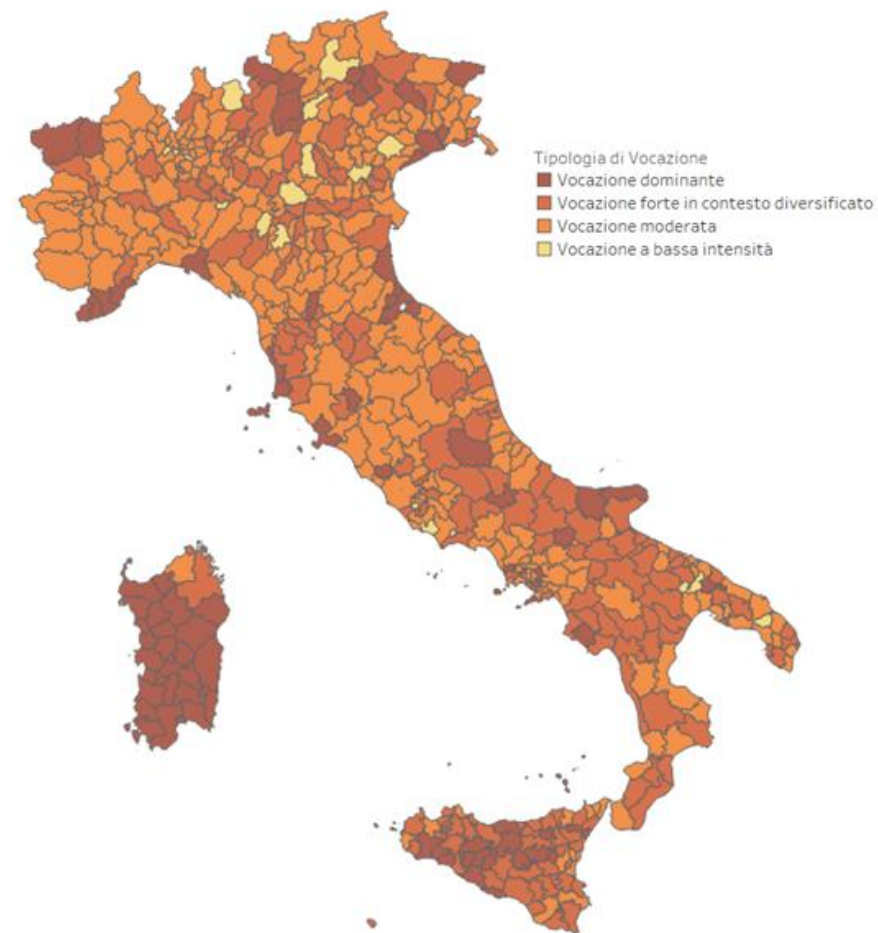 Tipologia di Vocazione
Vocazione dominante
Vocazione forte in contesto diversificato
Vocazione moderata
Vocazione a bassa intensità